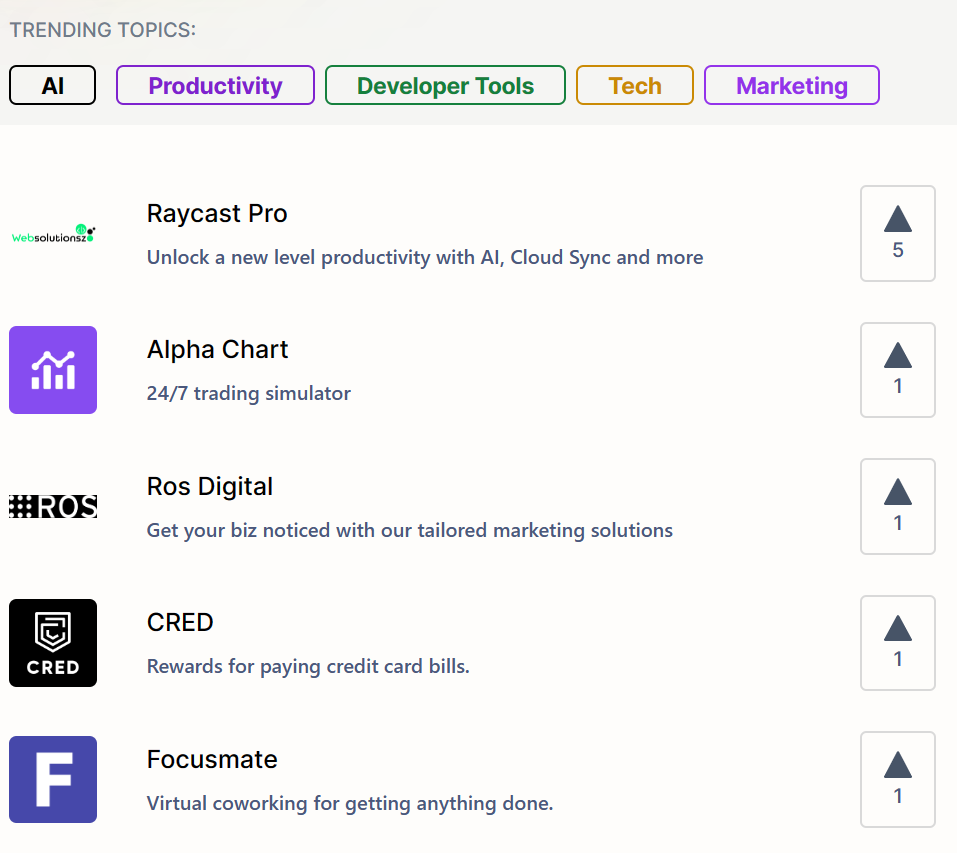 TRENDING TOPICS:
AI Productivity Developer Tools Tech Marketing
Raycast Pro
Websolutionsz
Unlock a new level productivity with AI, Cloud Sync and more
5
Alpha Chart
24/7 trading simulator
1
Ros Digital
ROS
Get your biz noticed with our tailored marketing solutions
1
CRED
CRED
Rewards for paying credit card bills.
1
Focusmate
F
Virtual coworking for getting anything done.
1